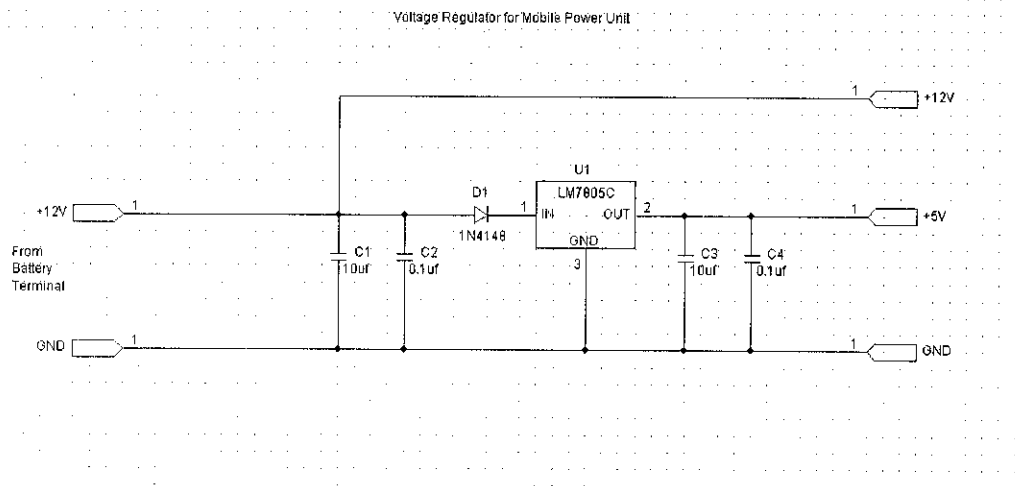 Voltage Regulator for Mobile Power Unit
1
+12V
U1
LM7805C
D1
+12V
1
1
IN
OUT
2
1
+5V
1N4148
GND
From
Battery
Terminal
C1
10uf
C2
0.1uf
3
C3
10uf
C4
0.1uf
GND
1
1
GND